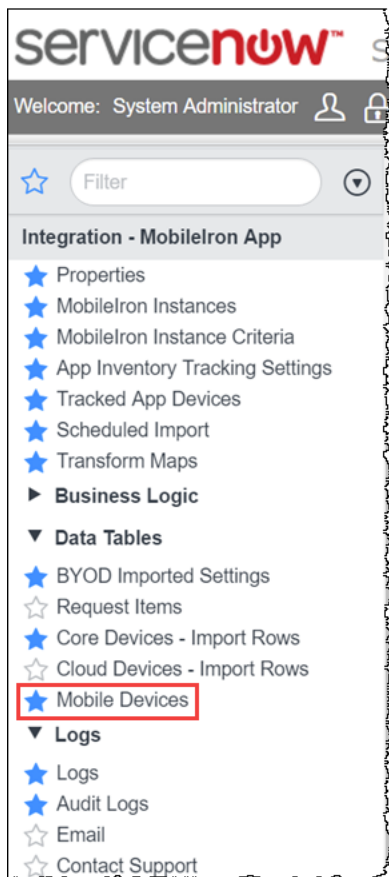 servicenow™ S
Welcome: System Administrator
Filter
Integration - MobileIron App
Properties
MobileIron Instances
MobileIron Instance Criteria
App Inventory Tracking Settings
Tracked App Devices
Scheduled Import
Transform Maps
Business Logic
Data Tables
BYOD Imported Settings
Request Items
Core Devices - Import Rows
Cloud Devices - Import Rows
Mobile Devices
Logs
Logs
Audit Logs
Email
Contact Support